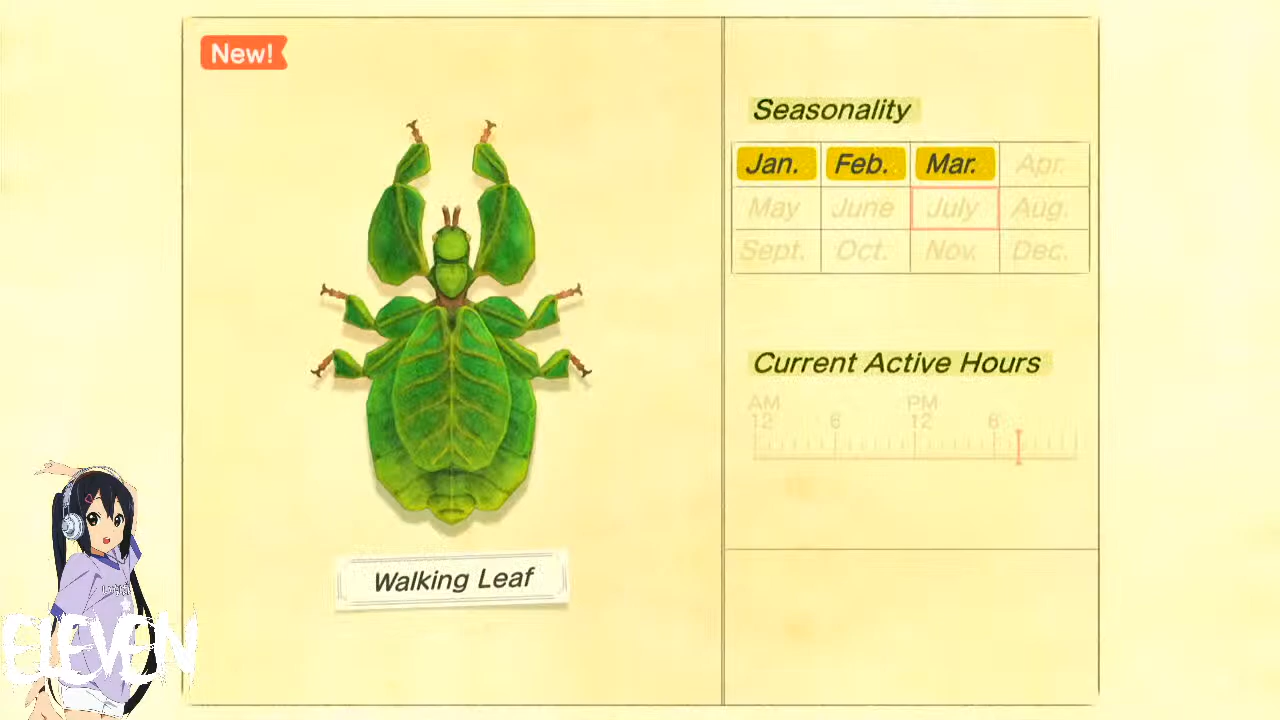 New!
Seasonality
Jan. Feb. Mar. Apr.
May June July Aug.
Sept. Oct. Nov. Dec.
Current Active Hours
AM PM
12 6 12 6
Walking Leaf
ELEVEN